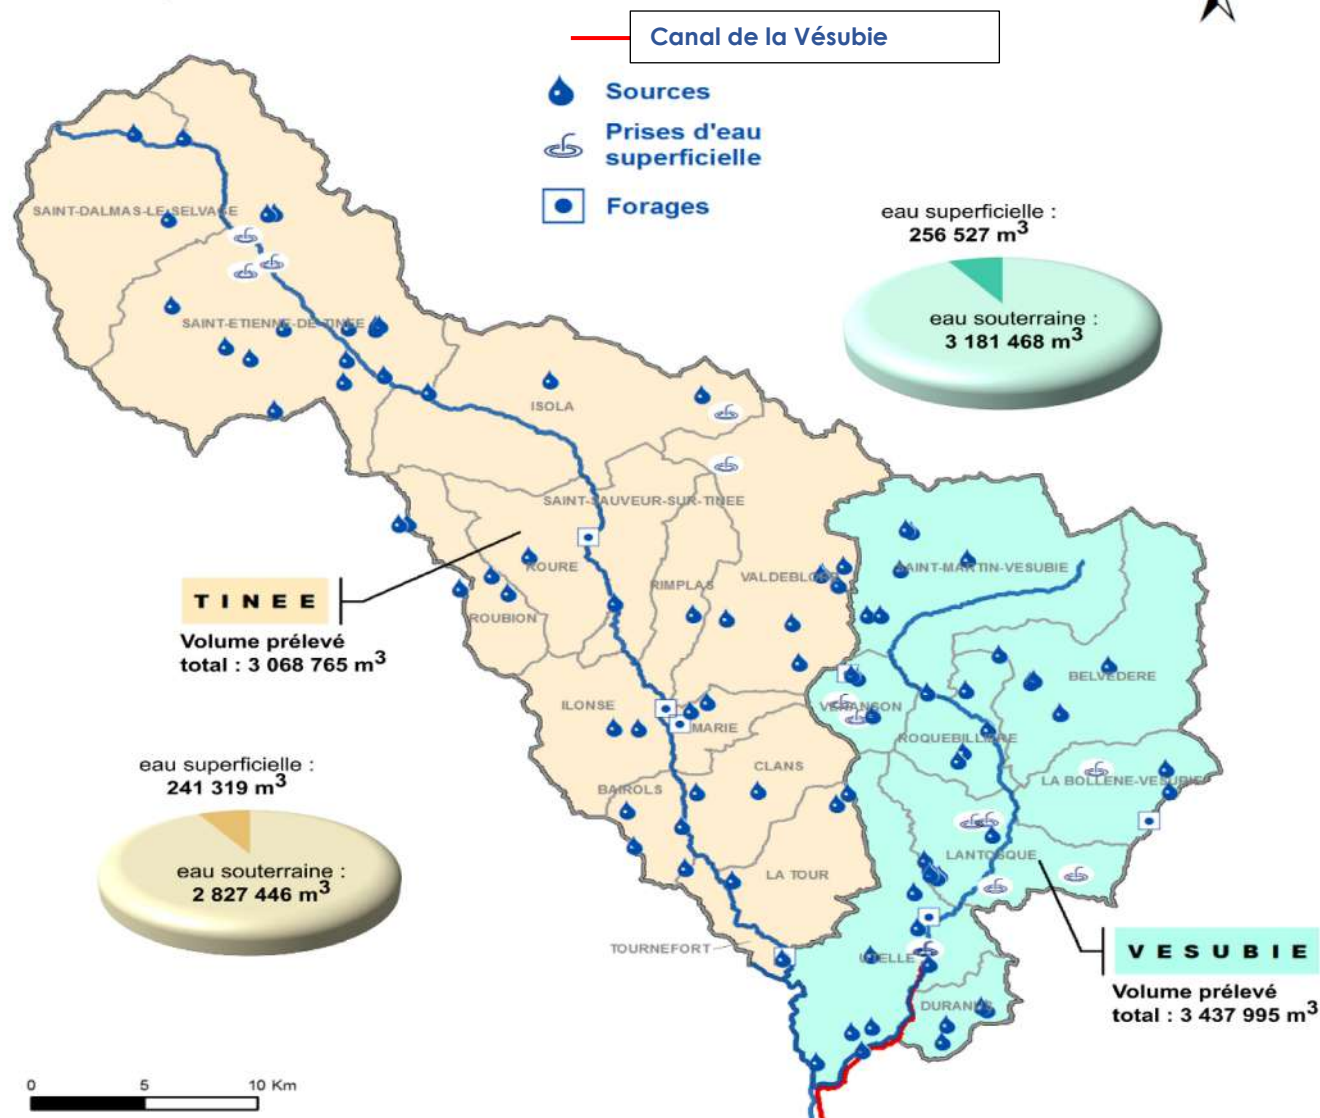 Canal de la Vésubie
Sources
Prises d'eau
superficielle
Forages
eau superficielle :
256 527 m³
eau souterraine :
3 181 468 m³
SAINT-DALMAS-LE-SELVAGE
SAINT-ETIENNE-DE-TINEE
ISOLA
SAINT-SAUVEUR-SUR-TINEE
ROURE
RIMPLAS
VALDEBLORE
SAINT-MARTIN-VESUBIE
ROUBION
TINEE
Volume prélevé
total : 3 068 765 m³
BELVEDERE
ILONSE
MARIE
VENANSON
ROQUEBILLIERE
CLANS
BAIROLS
LA BOLLENE-VESUBIE
eau superficielle :
241 319 m³
eau souterraine :
2 827 446 m³
LA TOUR
LANTOSQUE
TOURNEFORT
UTELLE
VESUBIE
Volume prélevé
total : 3 437 995 m³
DURANUS
0 5 10 Km